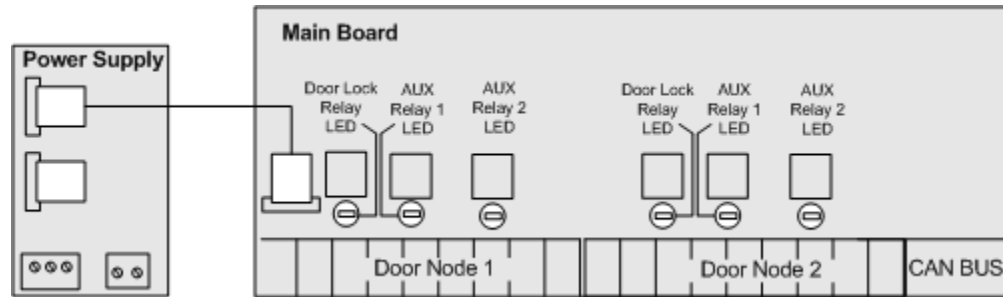 Main Board
Power Supply
Door Lock
Relay
LED
AUX
Relay 1
LED
AUX
Relay 2
LED
Door Lock
Relay
LED
AUX
Relay 1
LED
AUX
Relay 2
LED
Door Node 1
Door Node 2
CAN BUS